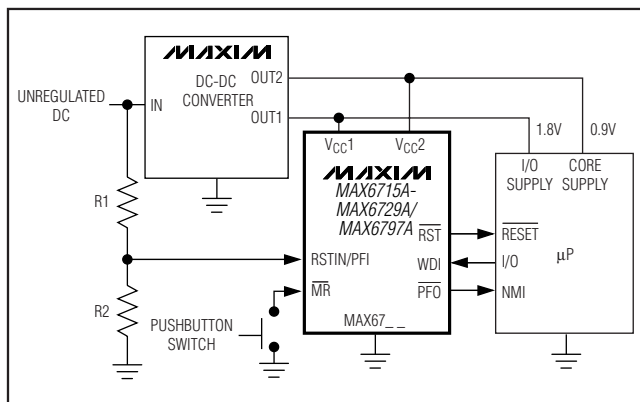 MAXIM
DC-DC
CONVERTER
UNREGULATED
DC
IN
OUT2
OUT1
1.8V
0.9V
VCC1
VCC2
MAXIM
MAX6715A-
MAX6729A/
MAX6797A
I/O
SUPPLY
CORE
SUPPLY
R1
RST
RESET
WDI
I/O
µP
RSTIN/PFI
MR
PFO
NMI
R2
PUSHBUTTON
SWITCH
MAX67_ _